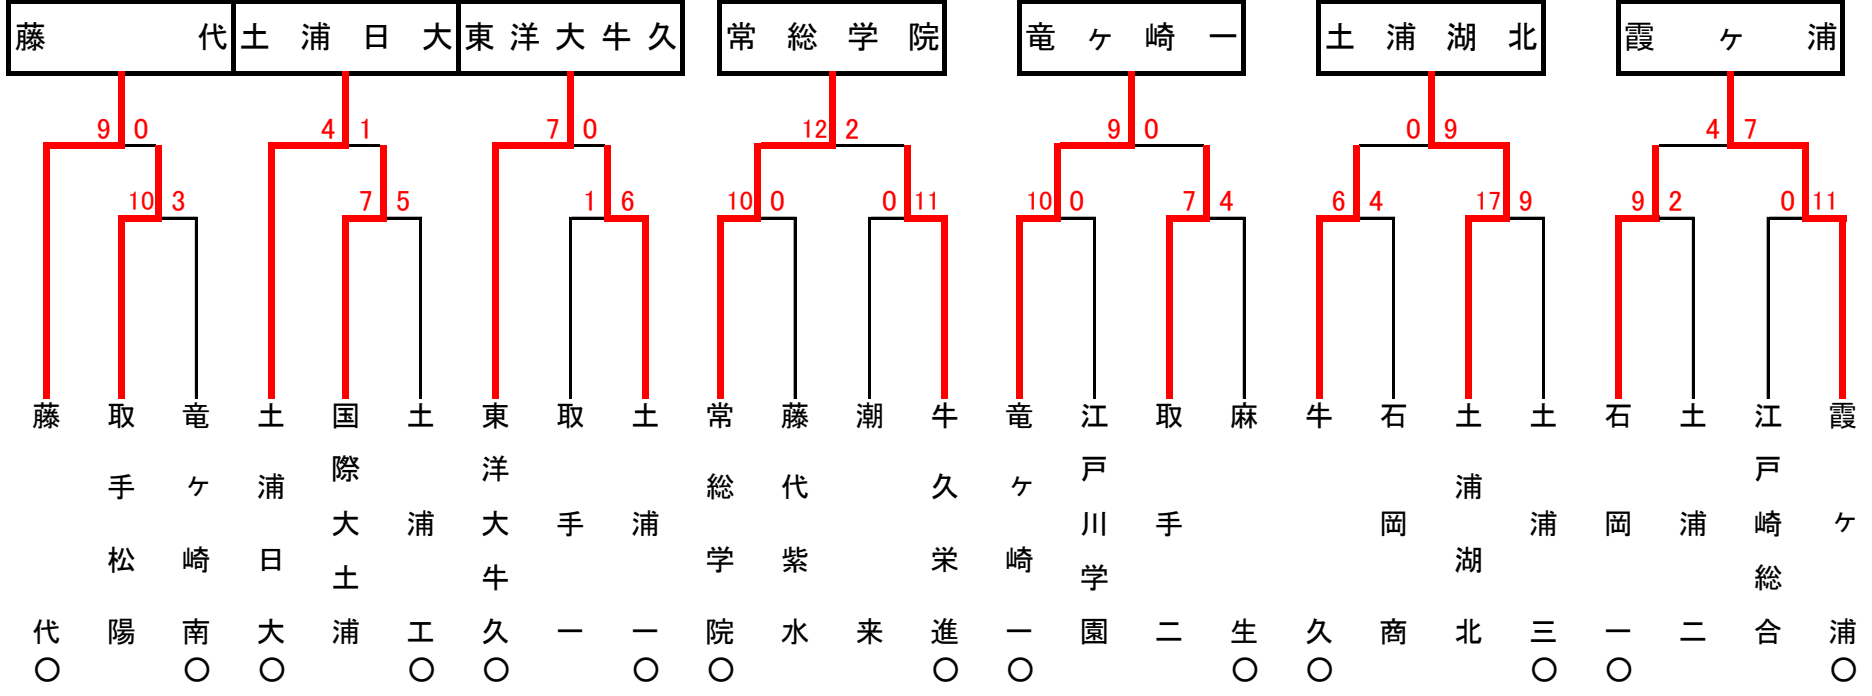 藤代
土浦日大
東洋大牛久
常総学院
竜ヶ崎一
土浦湖北
霞ヶ浦
9 0
4 1
7 0
12 2
9 0
0 9
4 7
10 3
7 5
1 6
10 0
0 11
10 0
7 4
6 4
17 9
9 2
0 11
藤代
取手松陽
竜ヶ崎南
土浦日大
国際大土浦
土浦工
東洋大牛久
取手一
土浦一
常総学院
藤代紫水
潮来
牛久栄進
竜ヶ崎一
江戸川学園
取手二
麻生
牛久
石岡商
土浦湖北
土浦三
石岡一
土浦二
江戸崎総合
霞ヶ浦
○ ○ ○ ○ ○ ○ ○ ○ ○ ○ ○ ○ ○ ○